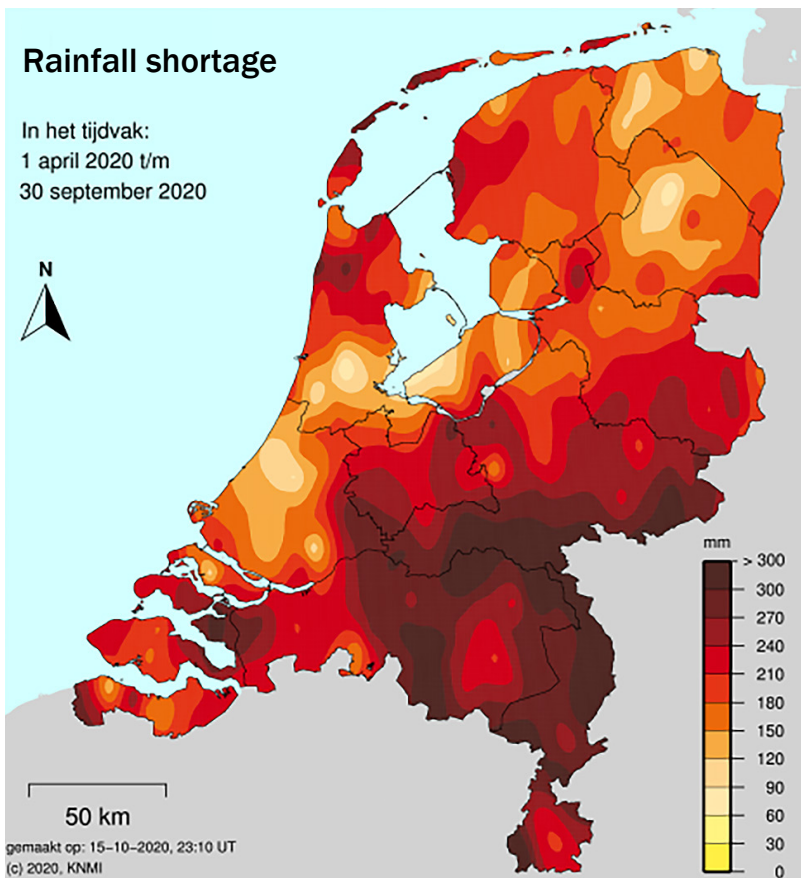 Rainfall shortage
In het tijdvak:
1 april 2020 t/m
30 september 2020
N
mm
> 300
300
270
240
210
180
150
120
90
60
30
0
50 km
gemaakt op: 15-10-2020, 23:10 UT
(c) 2020, KNMI